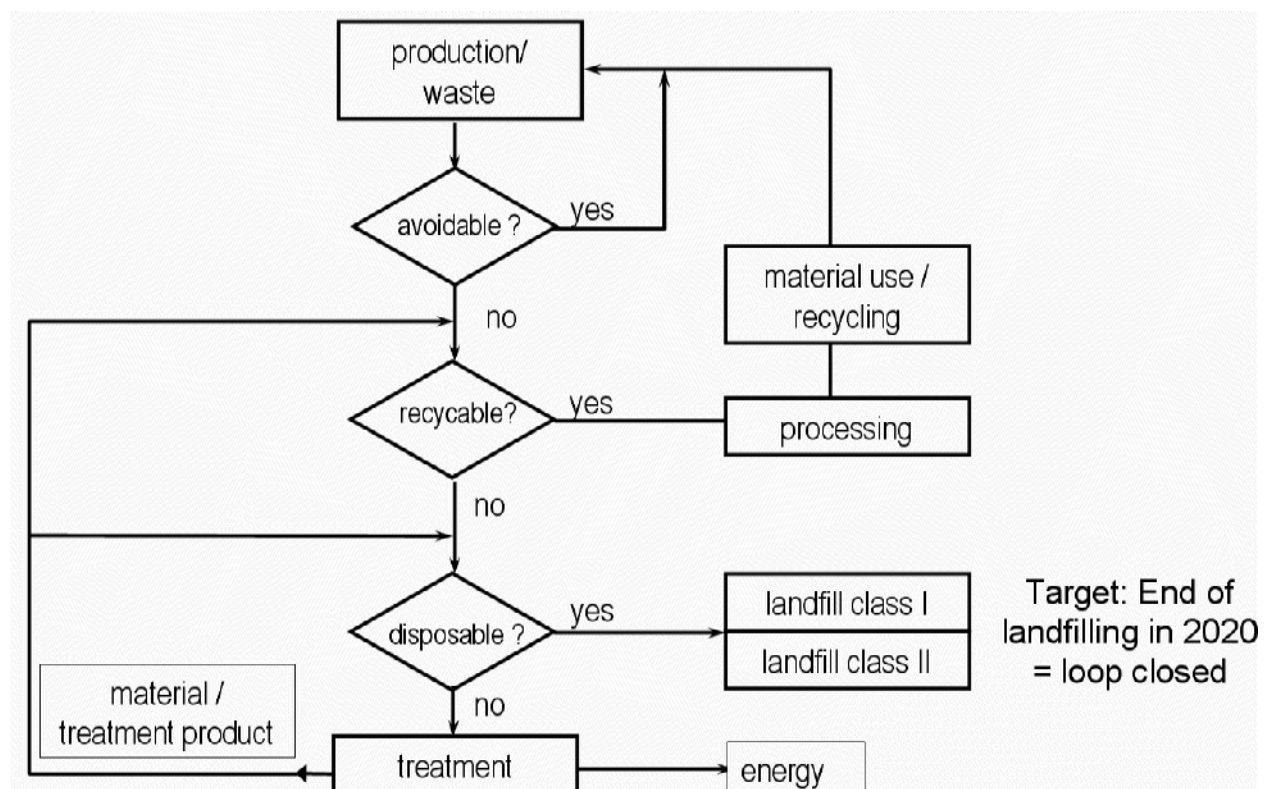 production/
waste
avoidable ?
yes
no
material use /
recycling
recycable?
yes
processing
no
disposable ?
yes
landfill class I
landfill class II
Target: End of
landfilling in 2020
= loop closed
no
material /
treatment product
treatment
energy